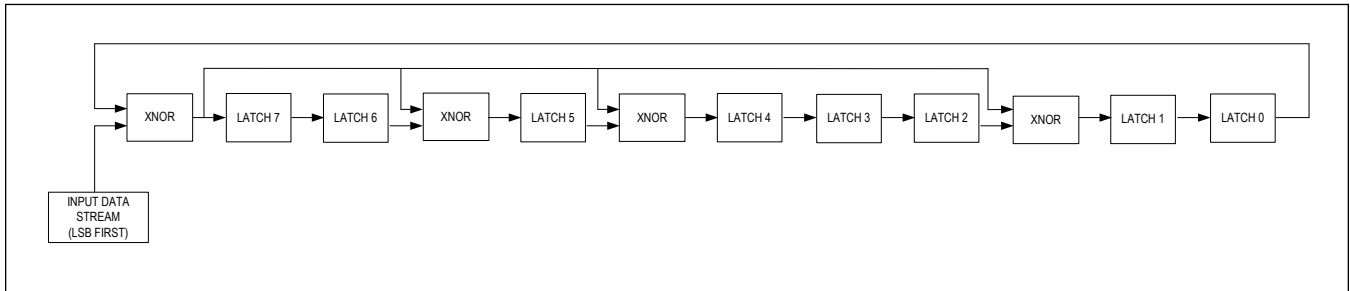 XNOR
LATCH 7
LATCH 6
XNOR
LATCH 5
XNOR
LATCH 4
LATCH 3
LATCH 2
XNOR
LATCH 1
LATCH 0
INPUT DATA
STREAM
(LSB FIRST)